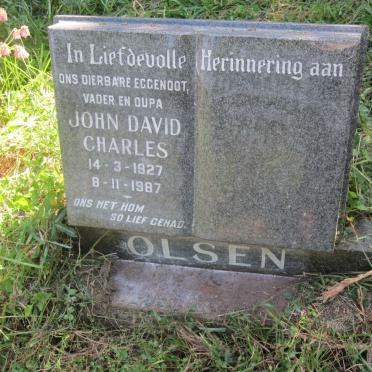 In Liefdevolle Herinnering aan
ONS DIERBARE EGGENOOT,
VADER EN OUPA
JOHN DAVID
CHARLES
14-3-1927
8-11-1987
ONS HET HOM
SO LIEF GEHAD.
OLSEN